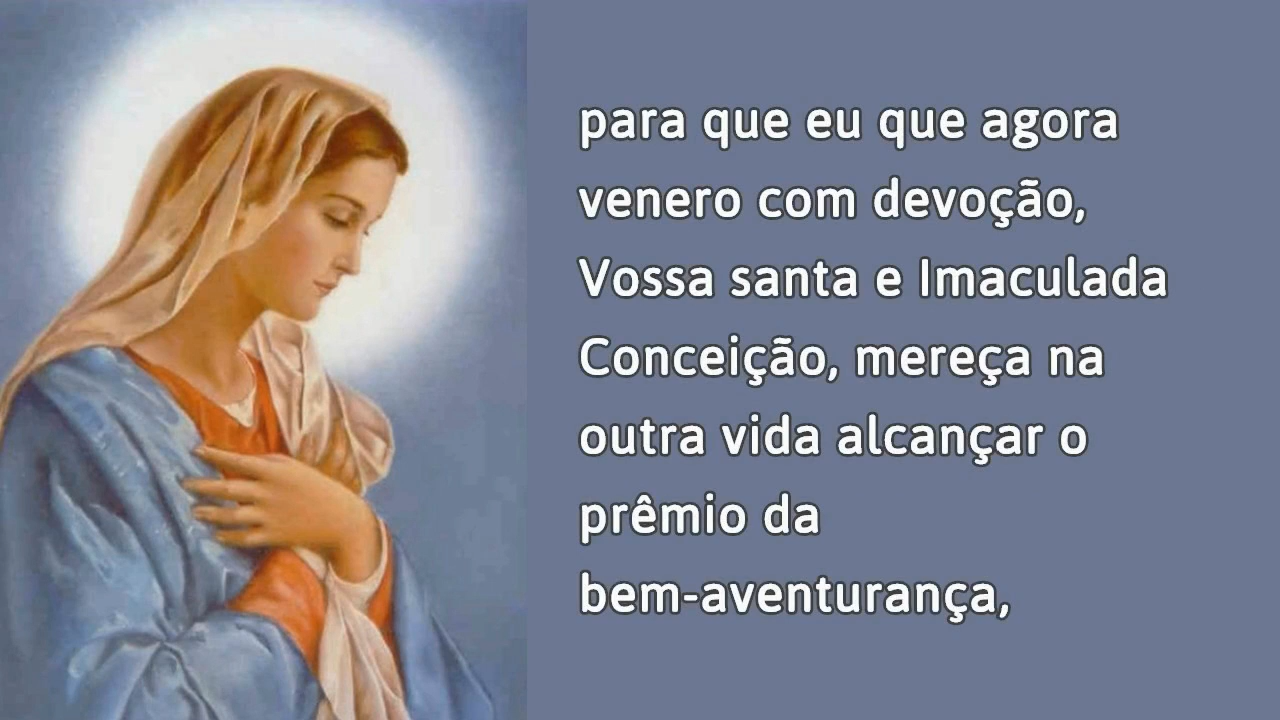 para que eu que agora
venero com devoção,
Vossa santa e Imaculada
Conceição, mereça na
outra vida alcançar o
prêmio da
bem-aventurança,